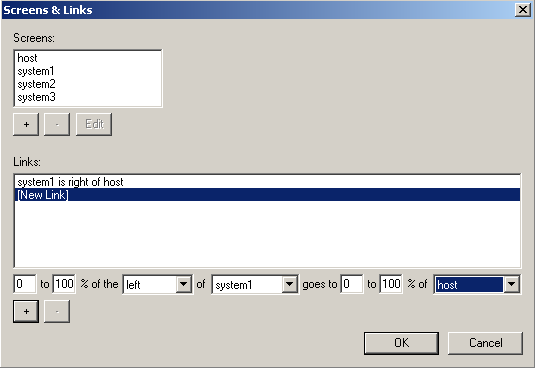 Screens & Links
Screens:
host
system1
system2
system3
+ - Edit
Links:
system1 is right of host
[New Link]
0 to 100 % of the left of system1 goes to 0 to 100 % of host
+ -
OK Cancel